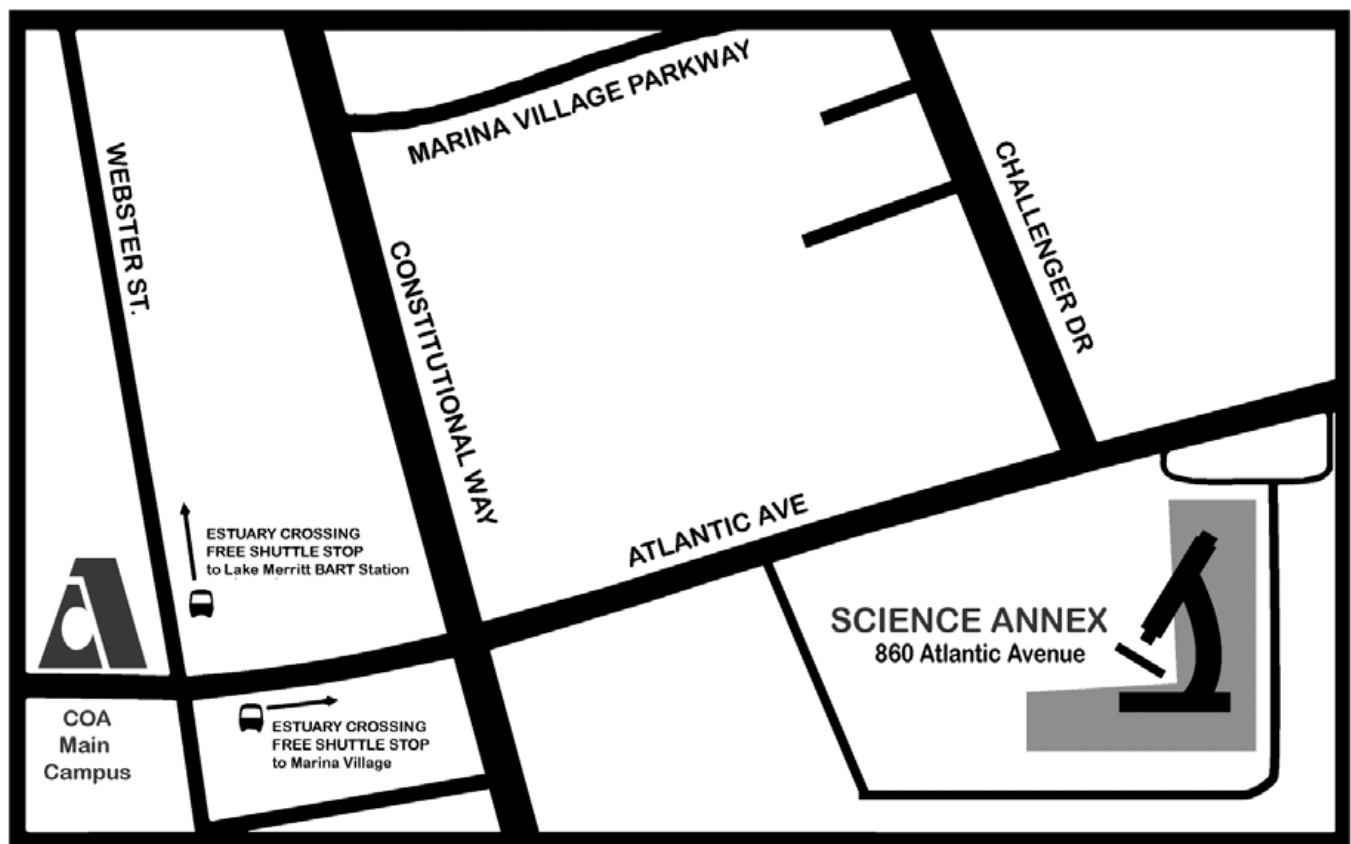 MARINA VILLAGE PARKWAY
WEBSTER ST.
CHALLENGER DR
CONSTITUTIONAL WAY
ATLANTIC AVE
ESTUARY CROSSING
FREE SHUTTLE STOP
to Lake Merritt BART Station
SCIENCE ANNEX
860 Atlantic Avenue
COA
Main
Campus
ESTUARY CROSSING
FREE SHUTTLE STOP
to Marina Village